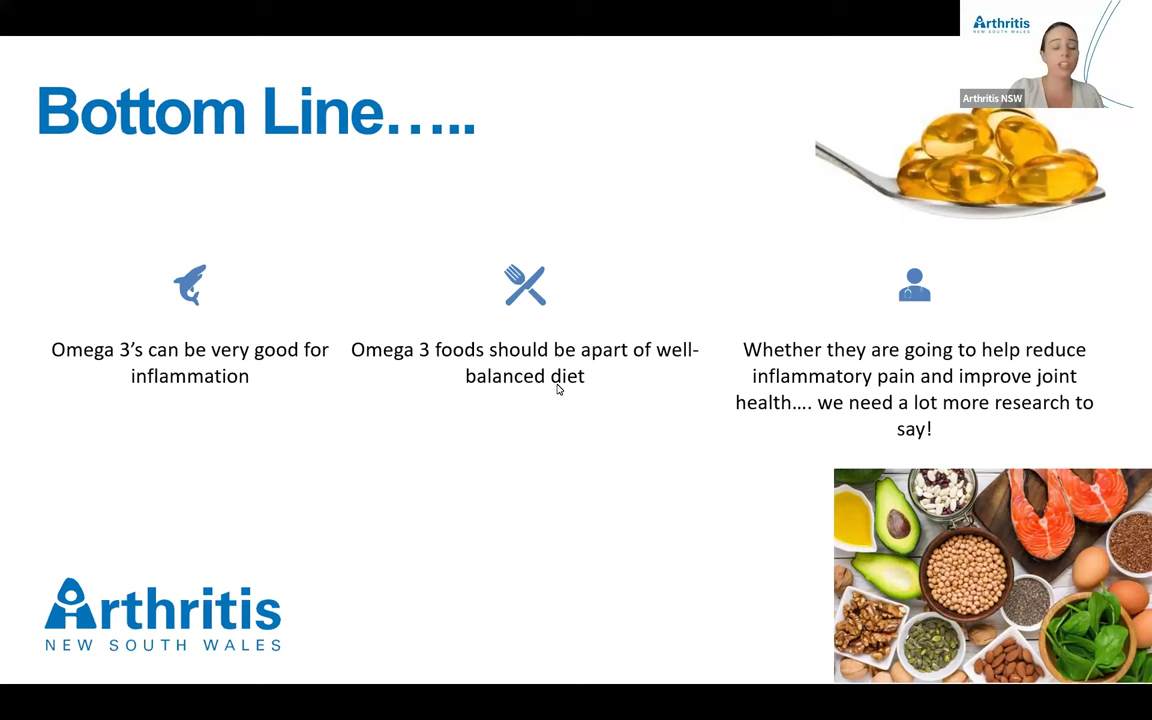 Arthritis
NEW SOUTH WALES
Arthritis NSW
Bottom Line.....
Omega 3’s can be very good for
inflammation
Omega 3 foods should be apart of well-
balanced diet
Whether they are going to help reduce
inflammatory pain and improve joint
health.... we need a lot more research to
say!
Arthritis
NEW SOUTH WALES